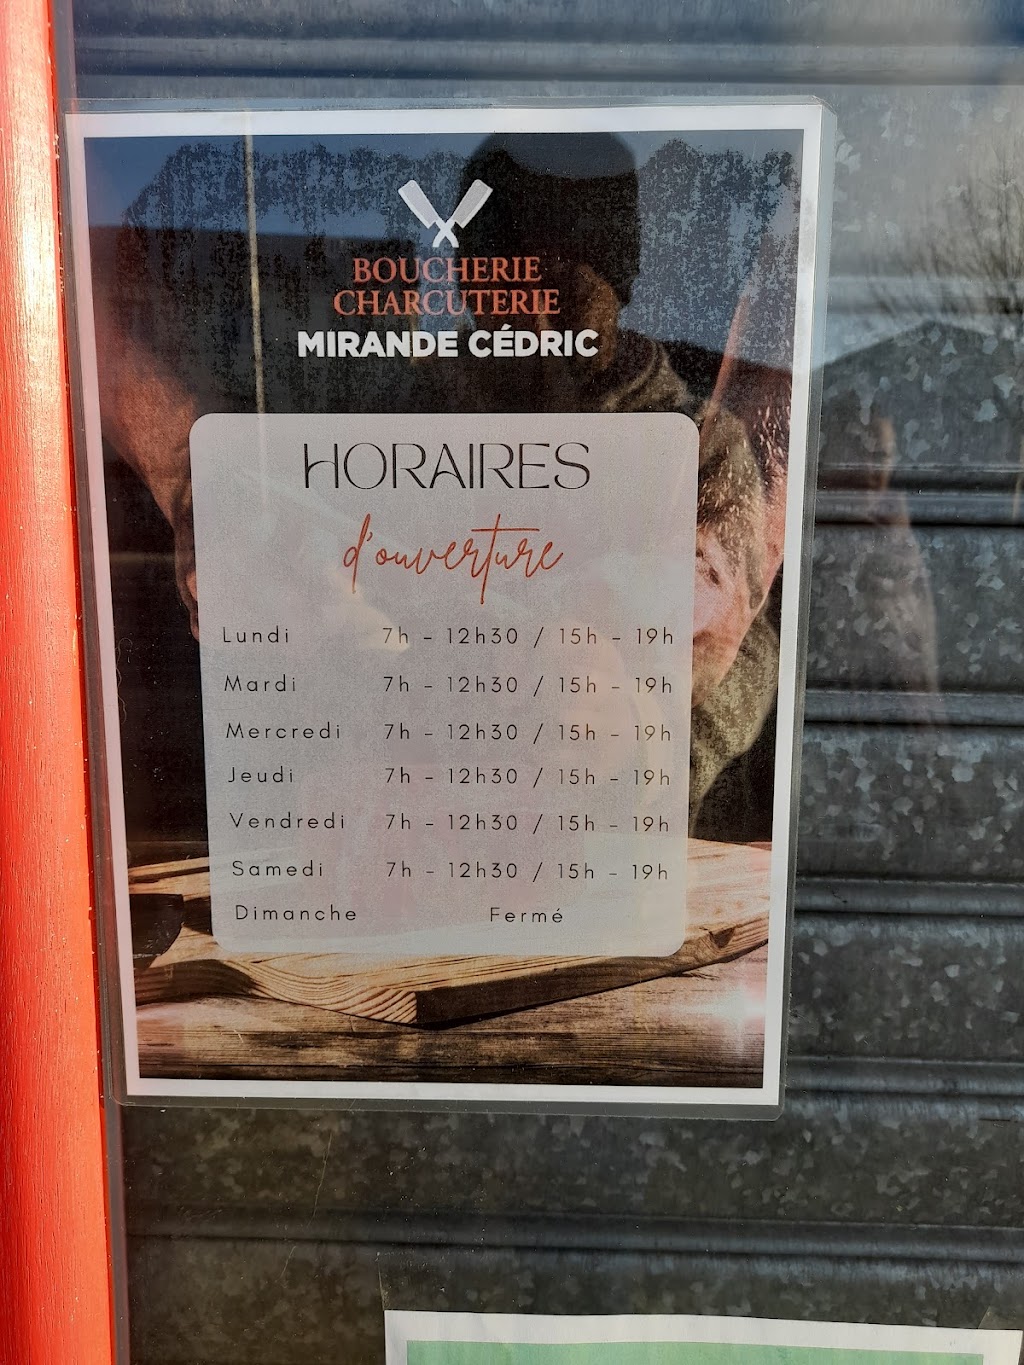 BOUCHERIE
CHARCUTERIE
MIRANDE CÉDRIC
HORAIRES
d'ouverture
Lundi 7h - 12h30 / 15h - 19h
Mardi 7h - 12h30 / 15h - 19h
Mercredi 7h - 12h30 / 15h - 19h
Jeudi 7h - 12h30 / 15h - 19h
Vendredi 7h - 12h30 / 15h - 19h
Samedi 7h - 12h30 / 15h - 19h
Dimanche Fermé